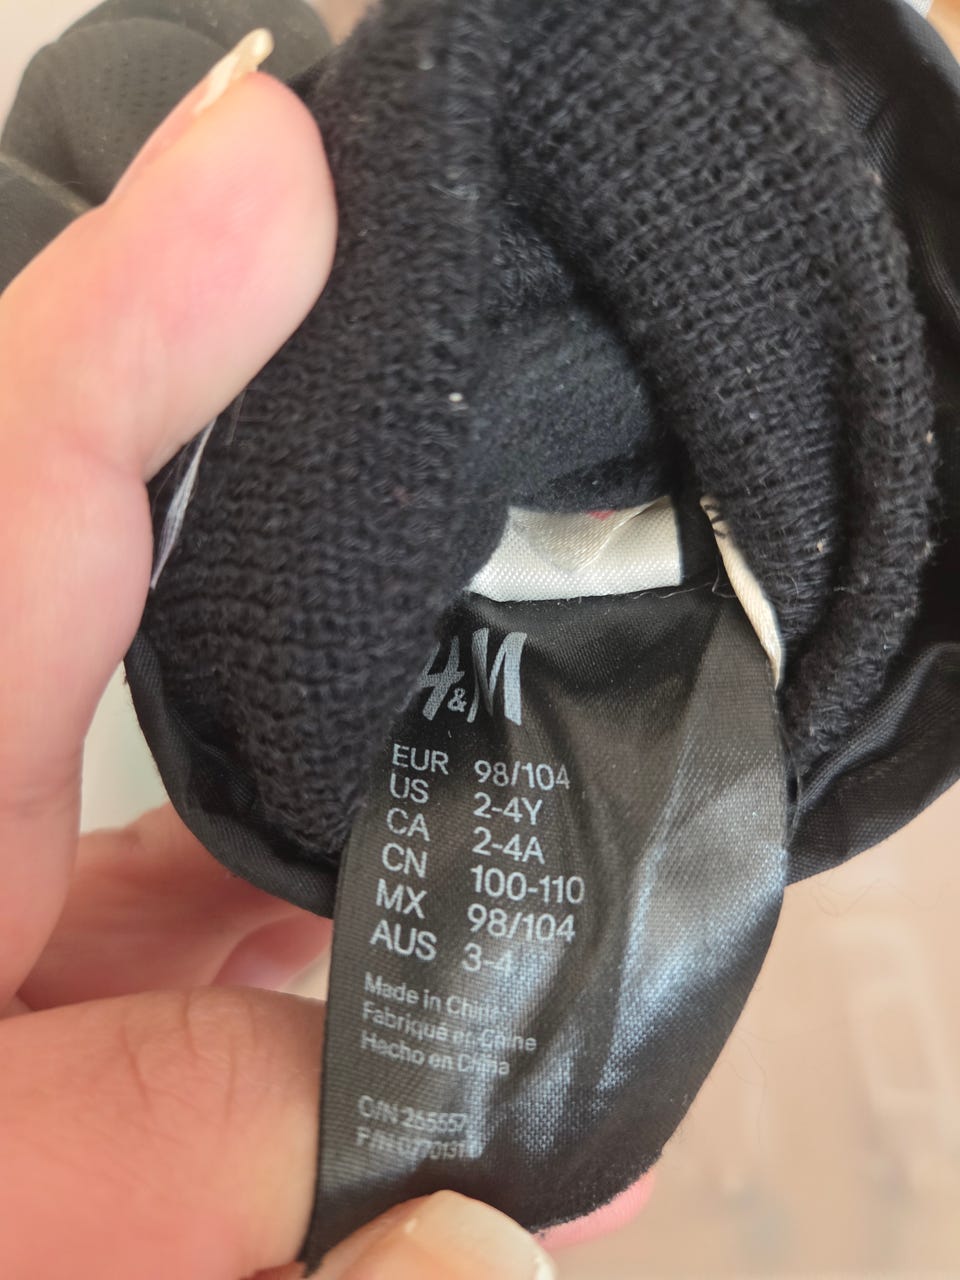 H&M
EUR 98/104
US 2-4Y
CA 2-4A
CN 100-110
MX 98/104
AUS 3-4
Made in China
Fabriqué en Chine
Hecho en China
O/N 265557